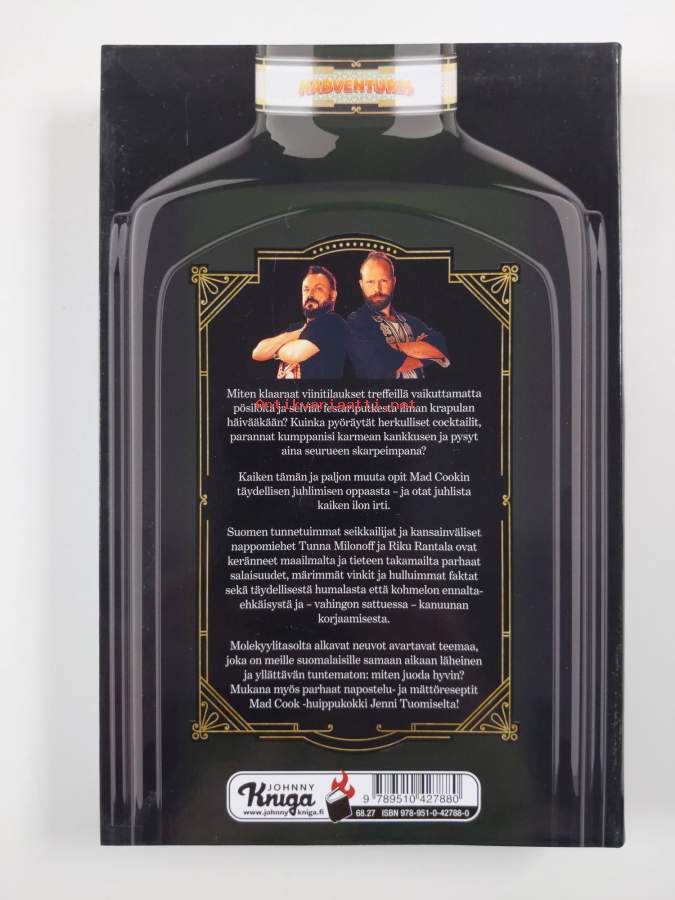 MADVENTURES
Miten klaaraat viinitilaukset treffeillä vaikuttamatta
pösilöltä ja selviät festariputkesta ilman krapulan
Antikvariaatti.net
häivääkään? Kuinka pyöräytät herkulliset cocktailit,
parannat kumppanisi karmean kankkusen ja pysyt
aina seurueen skarpeimpana?
Kaiken tämän ja paljon muuta opit Mad Cookin
täydellisen juhlimisen oppaasta – ja otat juhlista
kaiken ilon irti.
Suomen tunnetuimmat seikkailijat ja kansainväliset
nappomiehet Tunna Milonoff ja Riku Rantala ovat
keränneet maailmalta ja tieteen takamailta parhaat
salaisuudet, märimmät vinkit ja hulluimmat faktat
sekä täydellisestä humalasta että kohmelon ennalta-
ehkäisystä ja – vahingon sattuessa – kanuunan
korjaamisesta.
Molekyylitasolta alkavat neuvot avartavat teemaa,
joka on meille suomalaisille samaan aikaan läheinen
ja yllättävän tuntematon: miten juoda hyvin?
Mukana myös parhaat napostelu- ja mättöreseptit
Mad Cook -huippukokki Jenni Tuomiselta!
JOHNNY
Kniga
www.johnnykniga.fi
9 789510 427880
68.27 ISBN 978-951-0-42788-0